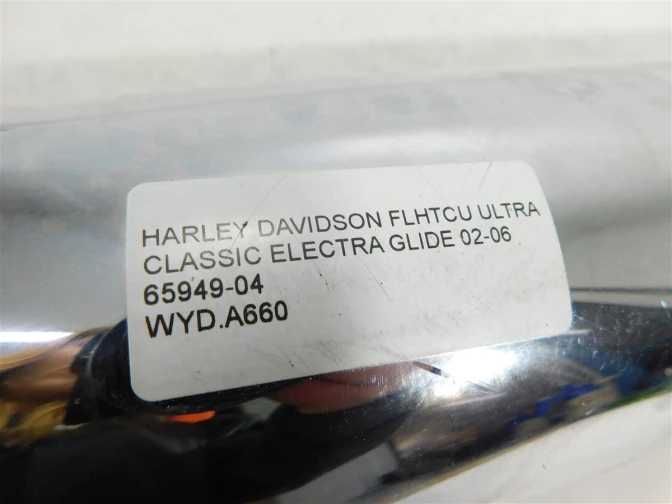 HARLEY DAVIDSON FLHTCU ULTRA
CLASSIC ELECTRA GLIDE 02-06
65949-04
WYD.A660